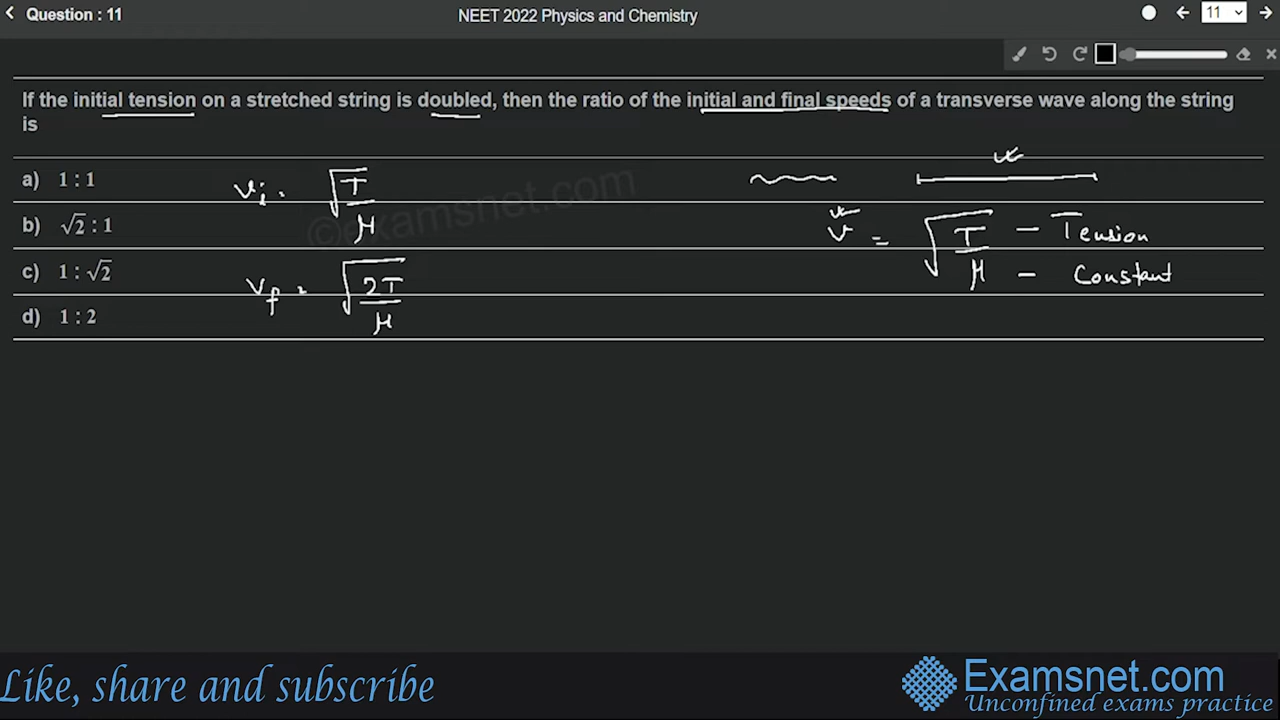 Question : 11
NEET 2022 Physics and Chemistry
11
If the initial tension on a stretched string is doubled, then the ratio of the initial and final speeds of a transverse wave along the string
is
a) 1 : 1
b) √2 : 1
c) 1 : √2
d) 1 : 2
©examsnet.com
vi = √T/μ
vf = √2T/μ
v = √T/μ
– Tension
– Constant
Like, share and subscribe
Examsnet.com
Unconfined exams practice